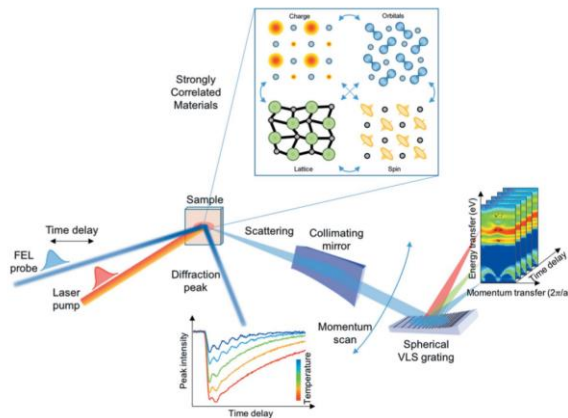 Charge
Orbitals
Strongly
Correlated
Materials
Lattice
Spin
Sample
Time delay
FEL
probe
Laser
pump
Scattering
Collimating
mirror
Diffraction
peak
Momentum
scan
Energy transfer (eV)
Time delay
Momentum transfer (2π/a)
Spherical
VLS grating
Peak intensity
Temperature
Time delay